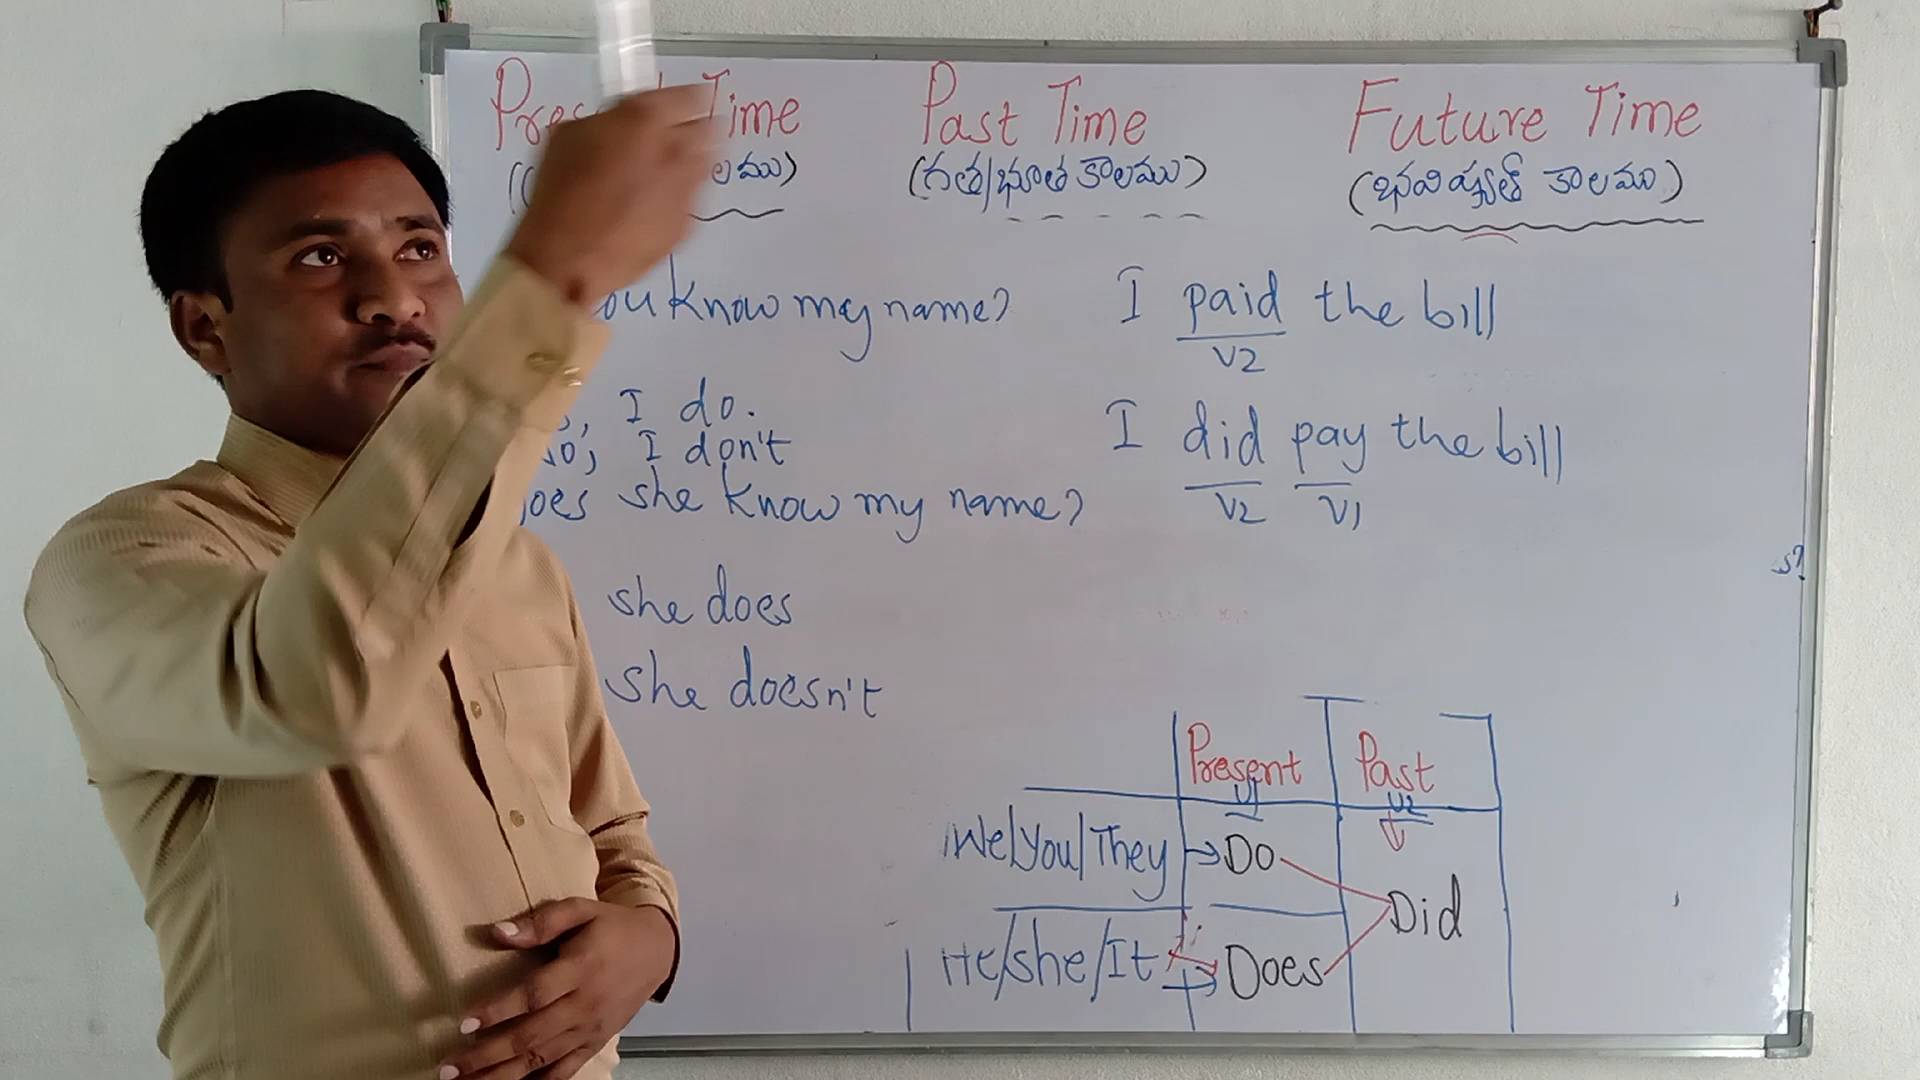 Time Past Time Future Time
లము) (గత/భూత కాలము) (భవిష్యత్ కాలము)
ou know my name? I paid the bill
V2
, I do.
I don't I did pay the bill
V2 V1
oes she know my name?
s?
she does
she doesn't
Present Past
V1 V2
We/You/They → Do
Did
He/she/It → Does